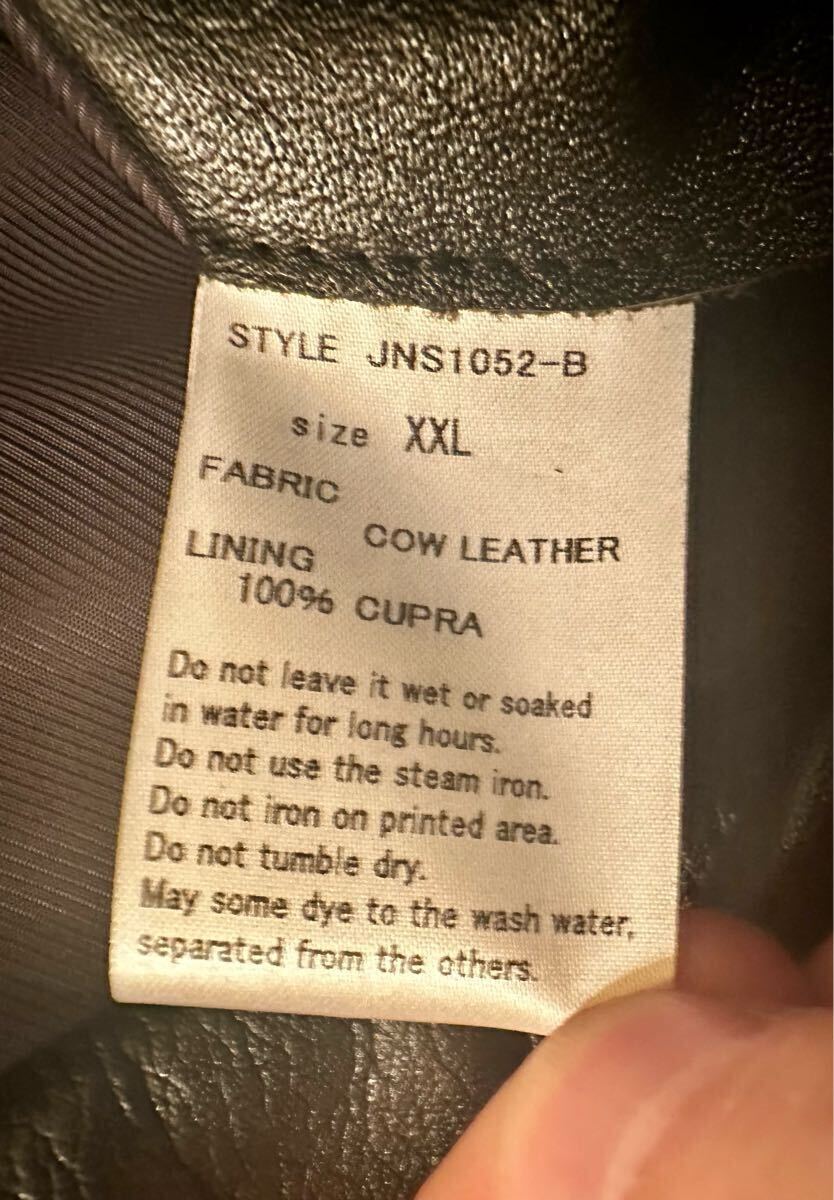 STYLE JNS1052-B
size XXL
FABRIC
COW LEATHER
LINING
100% CUPRA
Do not leave it wet or soaked
in water for long hours.
Do not use the steam iron.
Do not iron on printed area.
Do not tumble dry.
May some dye to the wash water,
separated from the others.